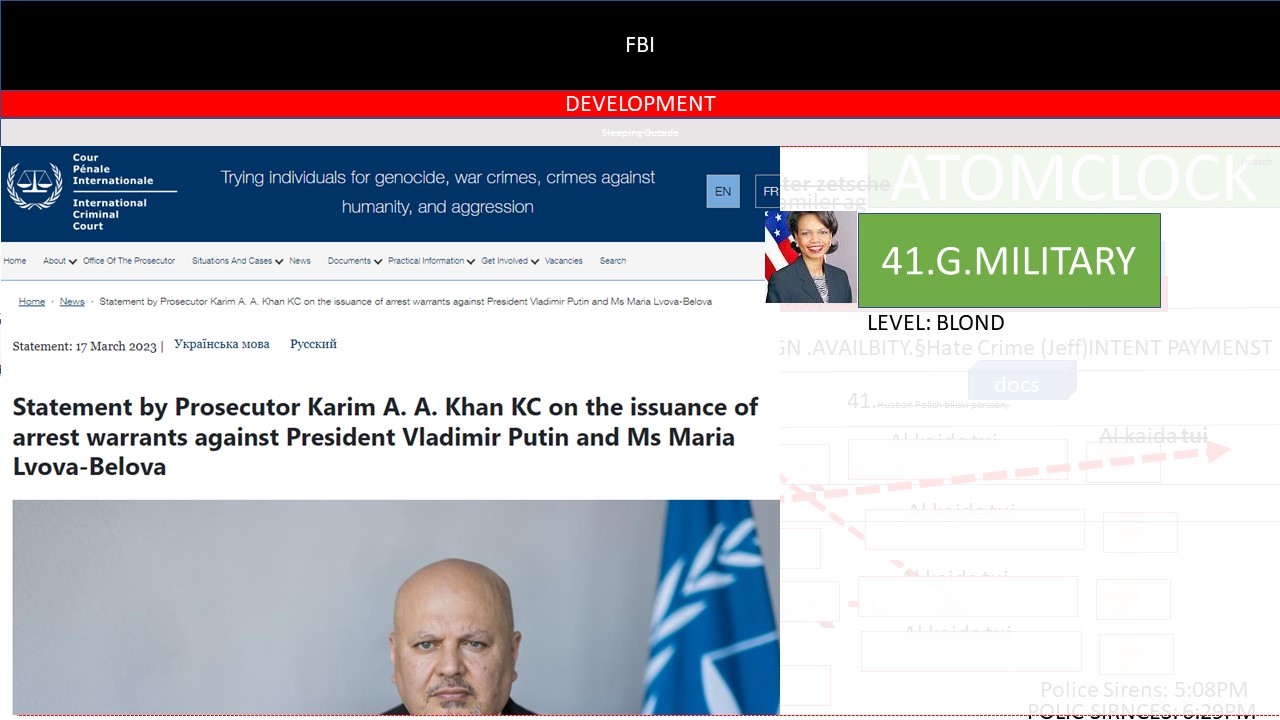 FBI
DEVELOPMENT
Sleeping Outside
Cour
Pénale
Internationale
International
Criminal
Court
Trying individuals for genocide, war crimes, crimes against
humanity, and aggression
EN
FR
Home About Office Of The Prosecutor Situations And Cases News Documents Practical Information Get Involved Vacancies Search
Home News Statement by Prosecutor Karim A. A. Khan KC on the issuance of arrest warrants against President Vladimir Putin and Ms Maria Lvova-Belova
Statement: 17 March 2023 | Українська мова Русский
Statement by Prosecutor Karim A. A. Khan KC on the issuance of
arrest warrants against President Vladimir Putin and Ms Maria
Lvova-Belova
ATOMCLOCK
iwatch
ter zetsche
amiler ag
41.G.MILITARY
LEVEL: BLOND
GN .AVAILBITY.§Hate Crime (Jeff)INTENT PAYMENST
docs
41.
Al kaida tui
Al kaida tui
Al kaida tui
Al kaida tui
Al kaida tui
Police Sirens: 5:08PM
POLIC SIRNCES: 6:29PM